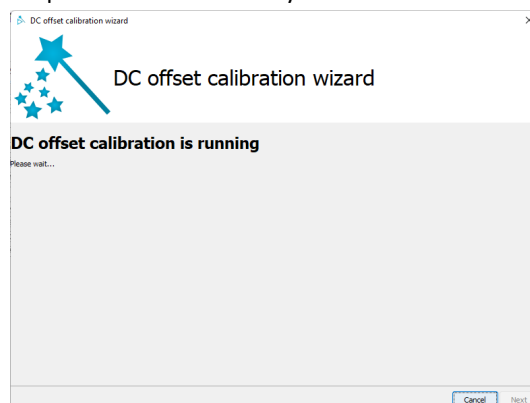 DC offset calibration wizard
DC offset calibration wizard
DC offset calibration is running
Please wait...
Cancel Next